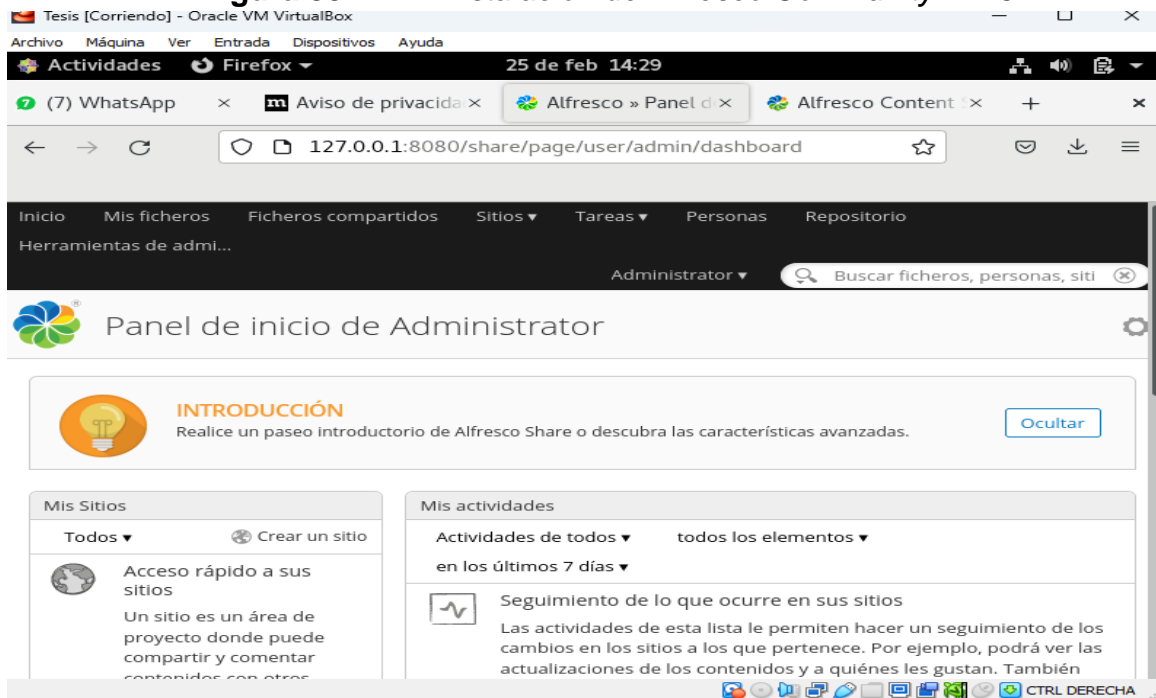 Tesis [Corriendo] - Oracle VM VirtualBox
Archivo Máquina Ver Entrada Dispositivos Ayuda
Actividades Firefox 25 de feb 14:29
(7) WhatsApp Aviso de privacida Alfresco » Panel d Alfresco Content S
127.0.0.1:8080/share/page/user/admin/dashboard
Inicio Mis ficheros Ficheros compartidos Sitios Tareas Personas Repositorio
Herramientas de admi...
Administrator Buscar ficheros, personas, siti
Panel de inicio de Administrator
INTRODUCCIÓN
Realice un paseo introductorio de Alfresco Share o descubra las características avanzadas.
Ocultar
Mis Sitios
Todos Crear un sitio
Acceso rápido a sus
sitios
Un sitio es un área de
proyecto donde puede
compartir y comentar
contenidos con otros
Mis actividades
Actividades de todos todos los elementos
en los últimos 7 días
Seguimiento de lo que ocurre en sus sitios
Las actividades de esta lista le permiten hacer un seguimiento de los
cambios en los sitios a los que pertenece. Por ejemplo, podrá ver las
actualizaciones de los contenidos y a quiénes les gustan. También
CTRL DERECHA